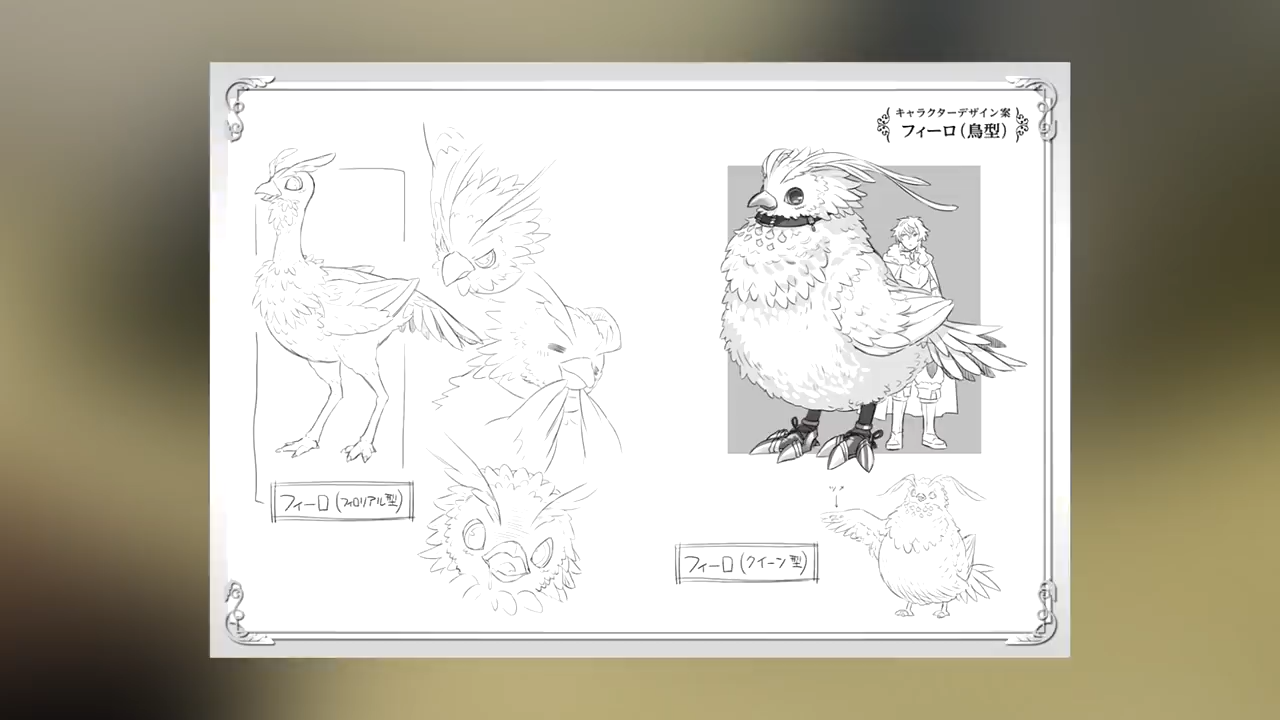 キャラクターデザイン案
フィーロ(鳥型)
フィーロ(フィロリアル型)
フィーロ(クイーン型)